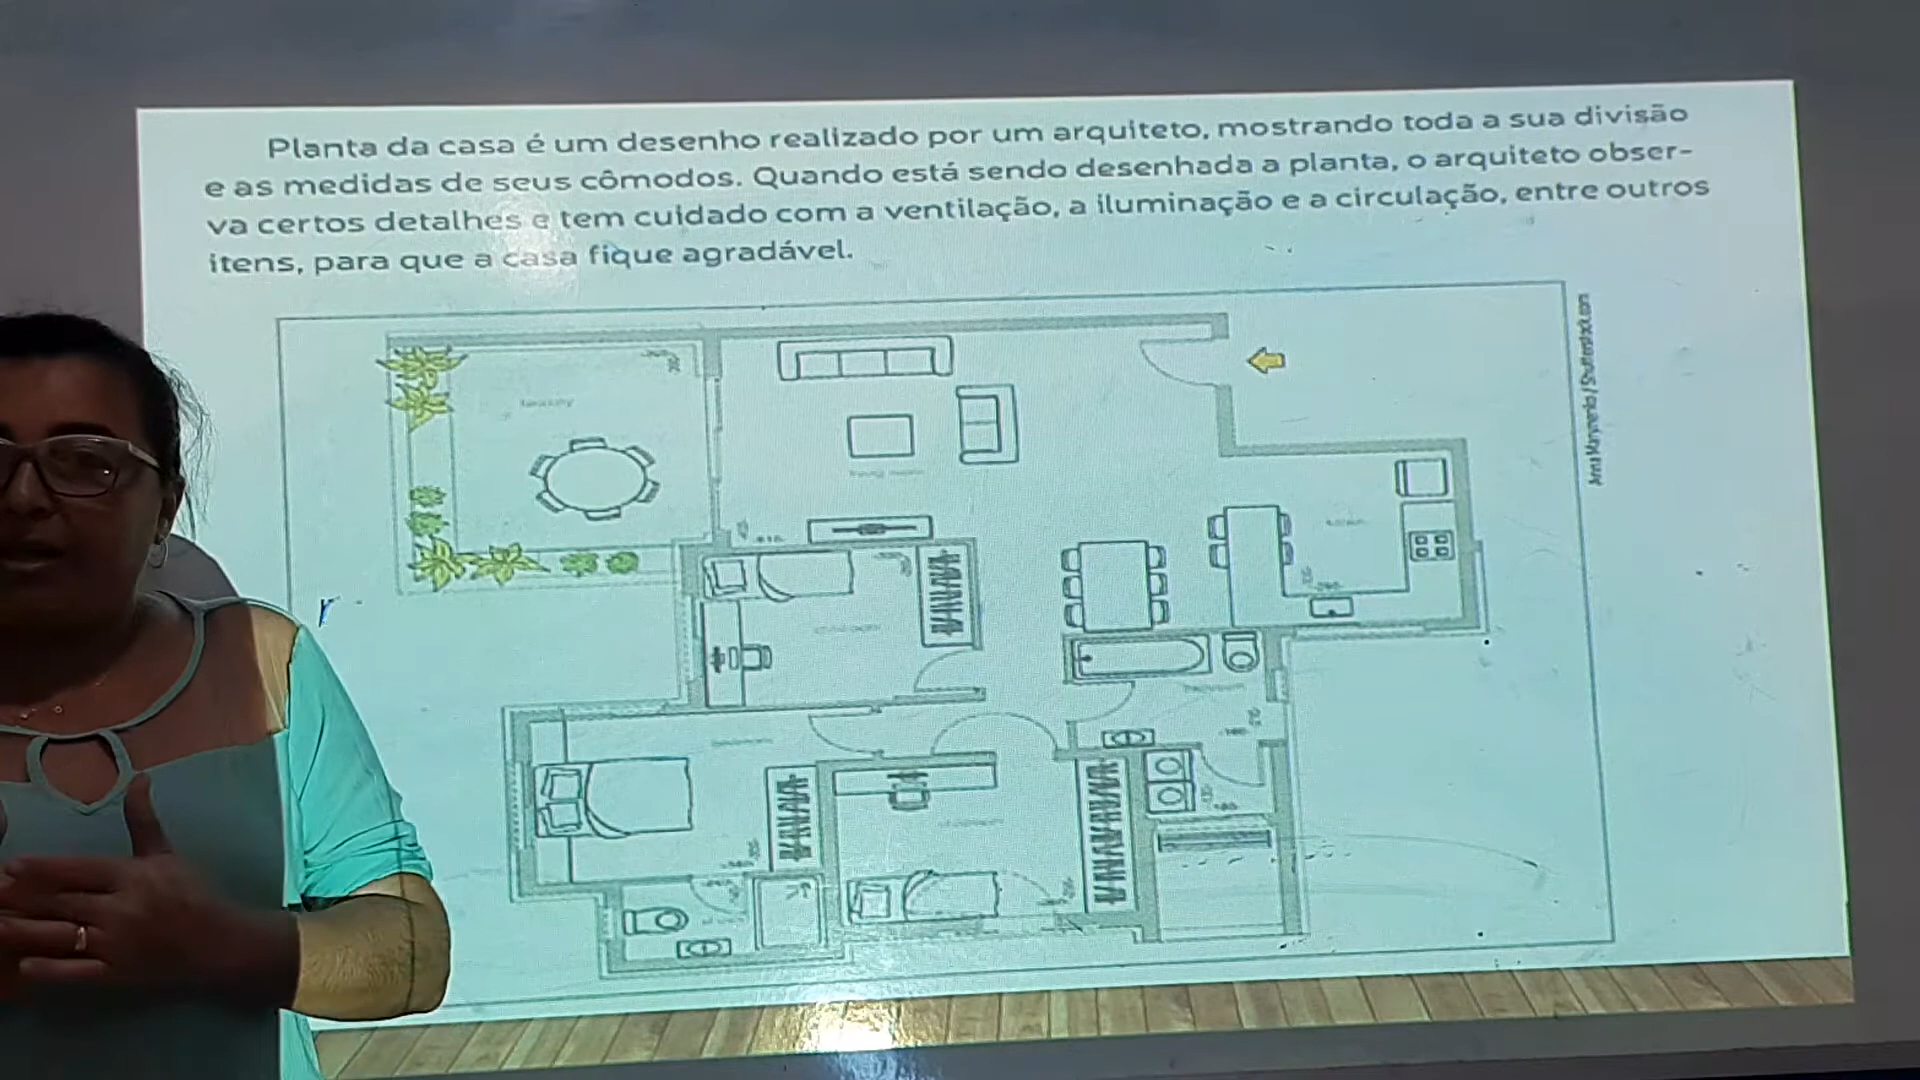 Planta da casa é um desenho realizado por um arquiteto, mostrando toda a sua divisão
e as medidas de seus cômodos. Quando está sendo desenhada a planta, o arquiteto obser-
va certos detalhes e tem cuidado com a ventilação, a iluminação e a circulação, entre outros
itens, para que a casa fique agradável.